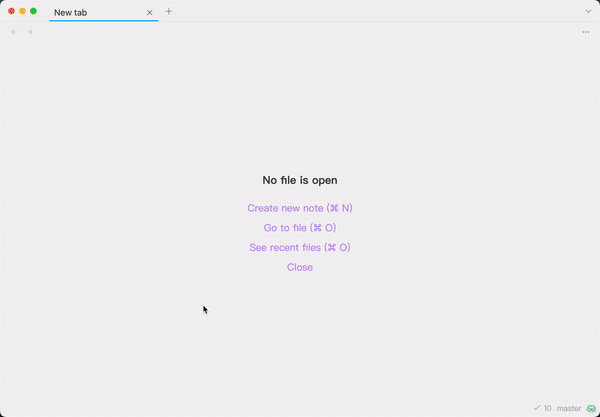 New tab
No file is open
Create new note (⌘ N)
Go to file (⌘ O)
See recent files (⌘ O)
Close
10 master